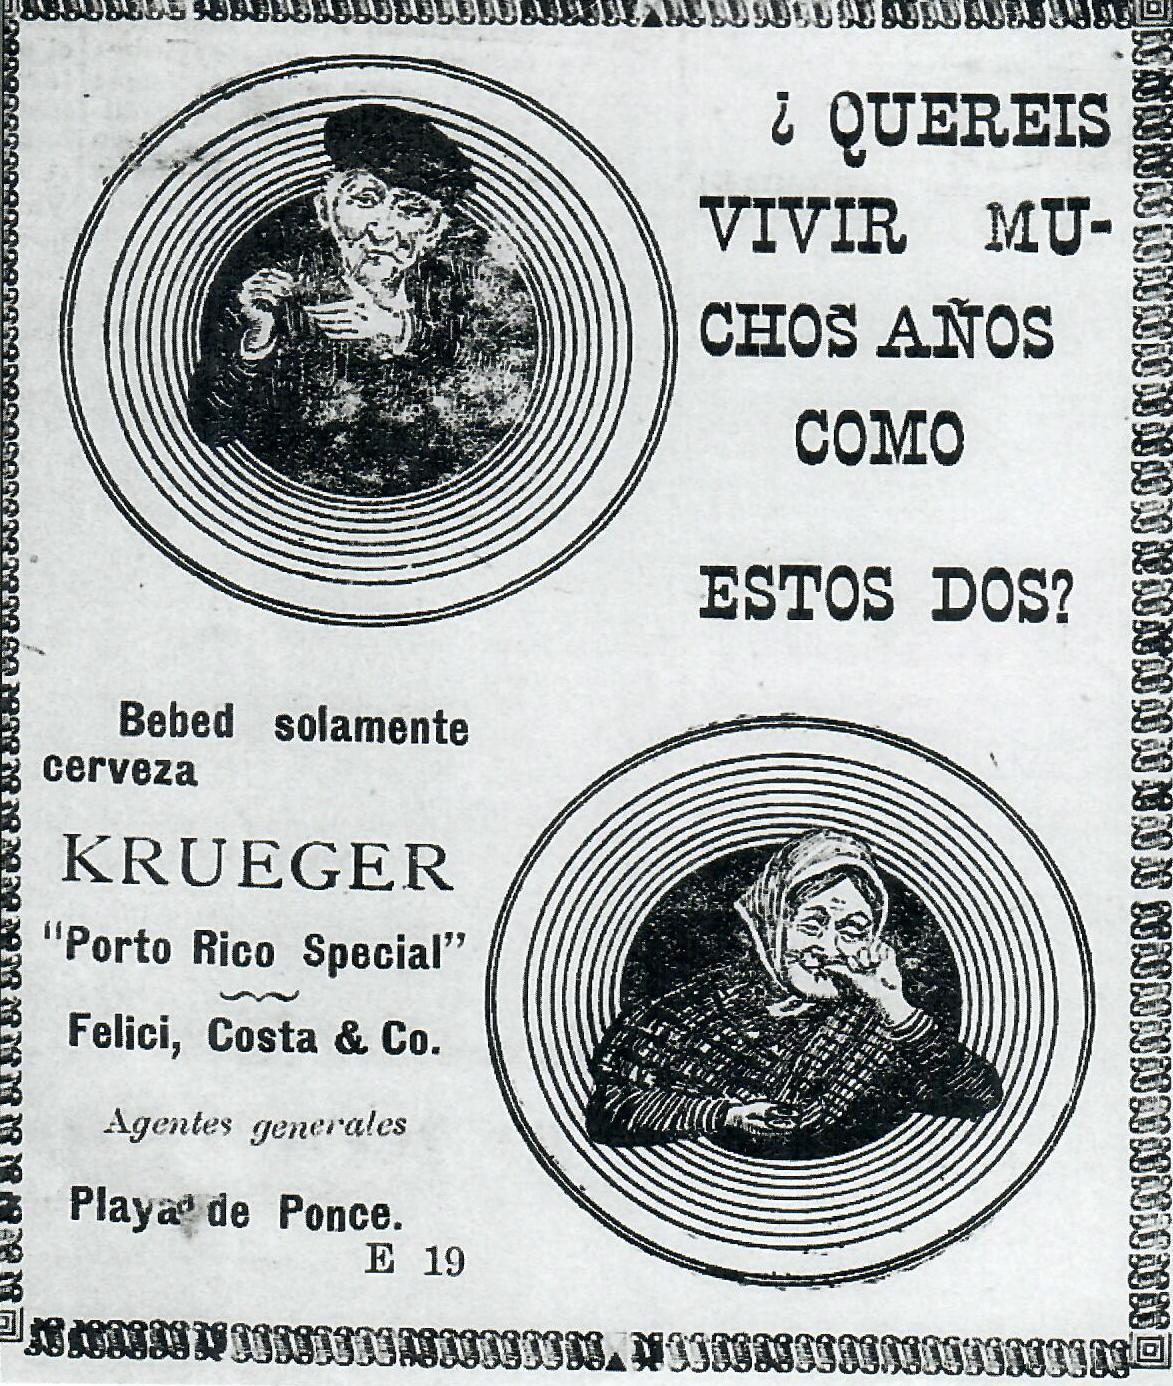 ¿ QUEREIS
VIVIR MU-
CHOS AÑOS
COMO
ESTOS DOS?
Bebed solamente
cerveza
KRUEGER
"Porto Rico Special"
Felici, Costa & Co.
Agentes generales
Playa de Ponce.
E 19